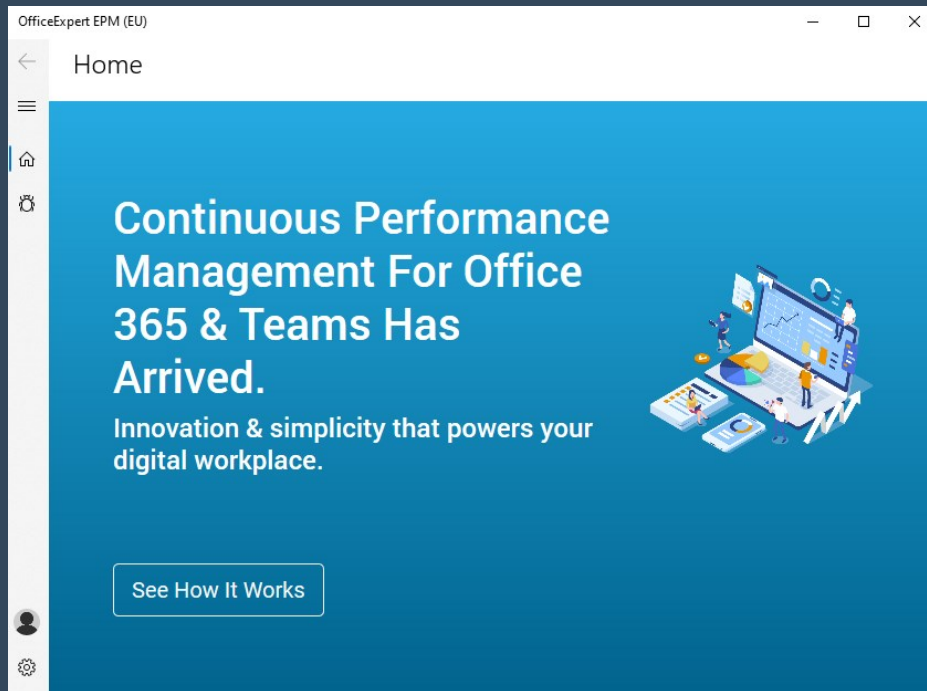 OfficeExpert EPM (EU)
Home
Continuous Performance
Management For Office
365 & Teams Has
Arrived.
Innovation & simplicity that powers your
digital workplace.
See How It Works